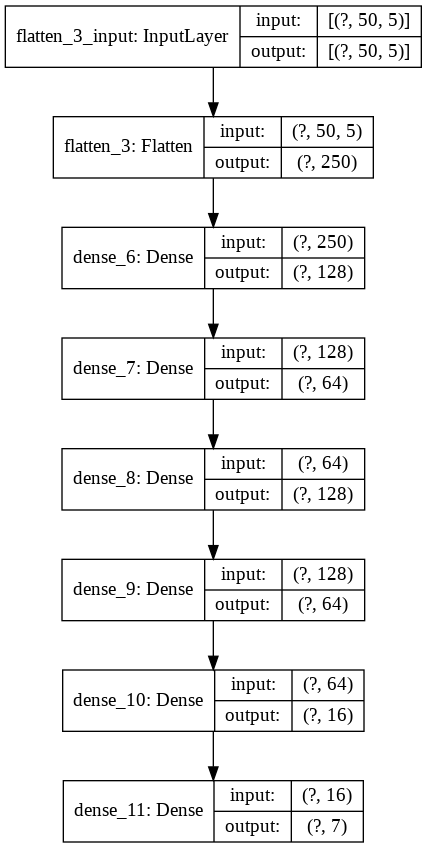 flatten_3_input: InputLayer
input:
[(?, 50, 5)]
output:
[(?, 50, 5)]
flatten_3: Flatten
input:
(?, 50, 5)
output:
(?, 250)
dense_6: Dense
input:
(?, 250)
output:
(?, 128)
dense_7: Dense
input:
(?, 128)
output:
(?, 64)
dense_8: Dense
input:
(?, 64)
output:
(?, 128)
dense_9: Dense
input:
(?, 128)
output:
(?, 64)
dense_10: Dense
input:
(?, 64)
output:
(?, 16)
dense_11: Dense
input:
(?, 16)
output:
(?, 7)